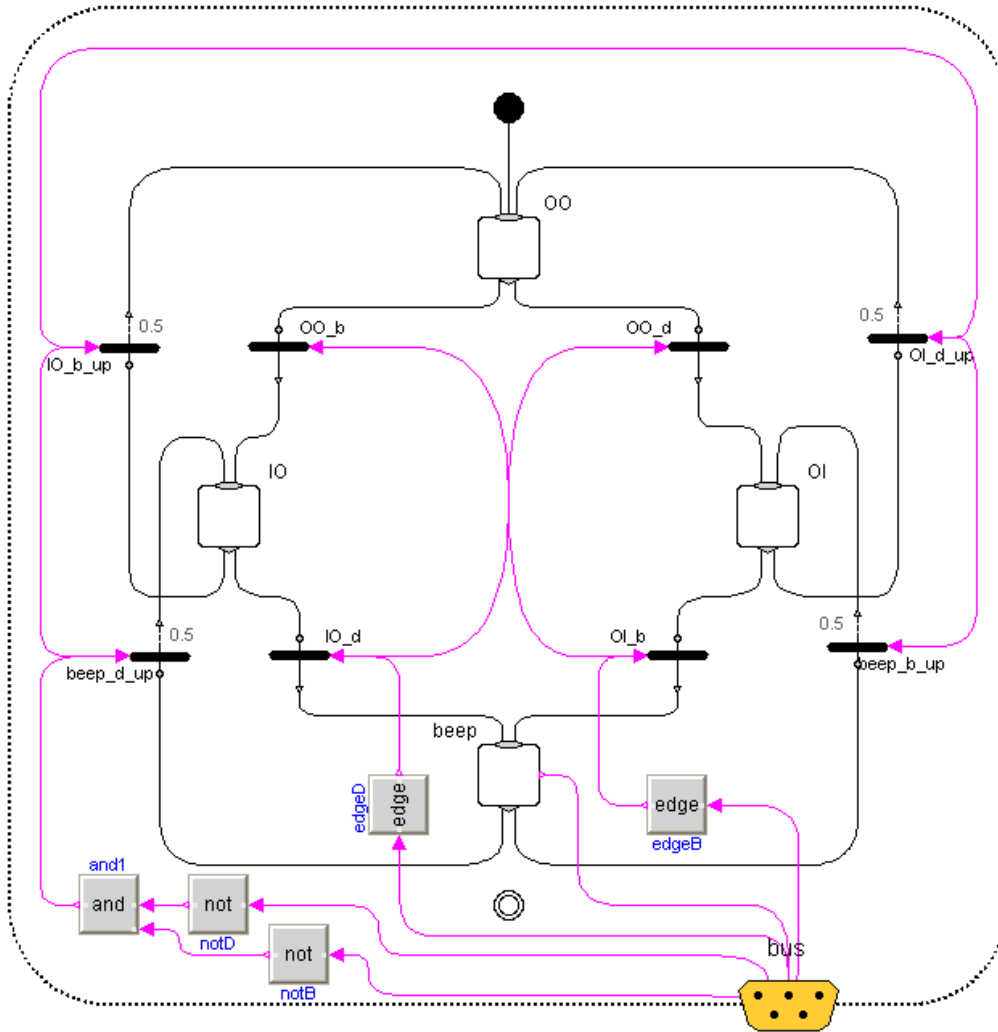 OO
0.5
OO_b
OO_d
0.5
IO_b_up
OI_d_up
IO
OI
0.5
IO_d
OI_b
0.5
beep_d_up
beep_b_up
beep
edgeD
edge
edge
edgeB
and1
and
not
notD
not
notB
bus